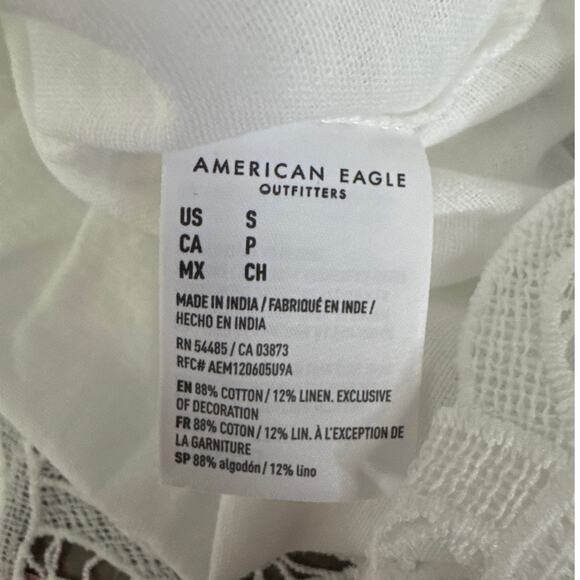 AMERICAN EAGLE
OUTFITTERS
US S
CA P
MX CH
MADE IN INDIA / FABRIQUÉ EN INDE /
HECHO EN INDIA
RN 54485 / CA 03873
RFC# AEM120605U9A
EN 88% COTTON / 12% LINEN. EXCLUSIVE
OF DECORATION
FR 88% COTON / 12% LIN. À L'EXCEPTION DE
LA GARNITURE
SP 88% algodón / 12% lino